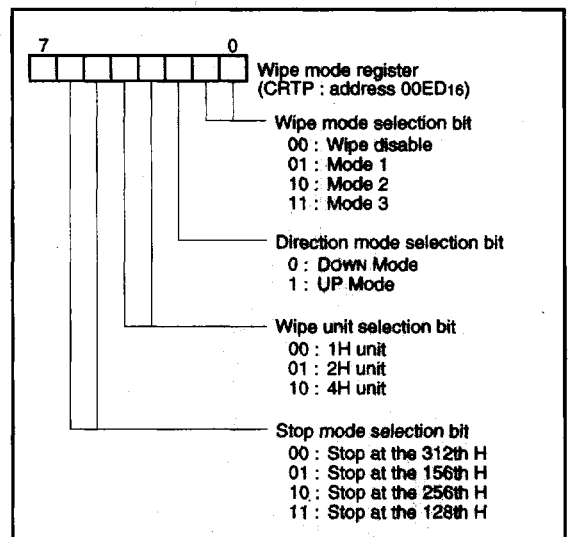 7 0
Wipe mode register
(CRTP : address 00ED16)
Wipe mode selection bit
00 : Wipe disable
01 : Mode 1
10 : Mode 2
11 : Mode 3
Direction mode selection bit
0 : DOWN Mode
1 : UP Mode
Wipe unit selection bit
00 : 1H unit
01 : 2H unit
10 : 4H unit
Stop mode selection bit
00 : Stop at the 312th H
01 : Stop at the 156th H
10 : Stop at the 256th H
11 : Stop at the 128th H